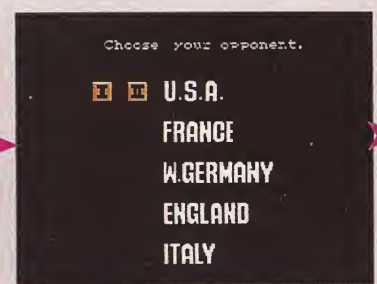 Choose your opponent.
I II U.S.A.
FRANCE
W.GERMANY
ENGLAND
ITALY